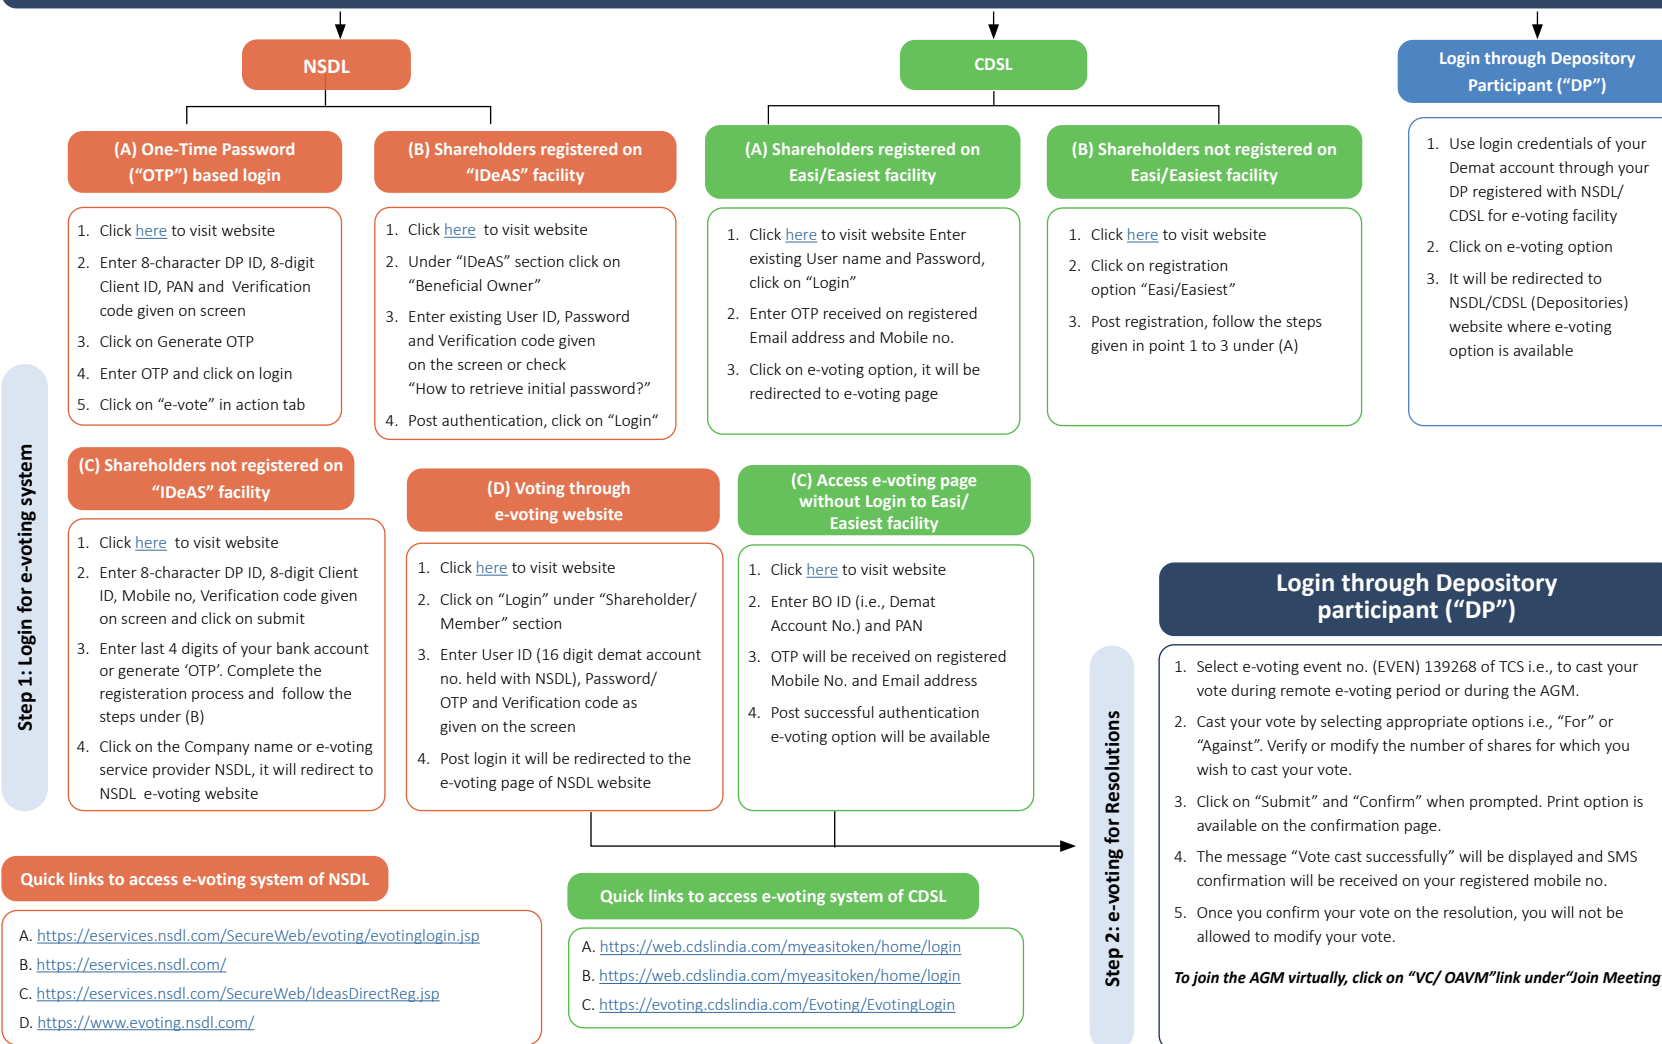 NSDL
CDSL
Login through Depository
Participant (“DP”)
(A) One-Time Password
(“OTP”) based login
1. Click here to visit website
2. Enter 8-character DP ID, 8-digit
Client ID, PAN and Verification
code given on screen
3. Click on Generate OTP
4. Enter OTP and click on login
5. Click on “e-vote” in action tab
(B) Shareholders registered on
“IDeAS” facility
1. Click here to visit website
2. Under “IDeAS” section click on
“Beneficial Owner”
3. Enter existing User ID, Password
and Verification code given
on the screen or check
“How to retrieve initial password?”
4. Post authentication, click on “Login“
(A) Shareholders registered on
Easi/Easiest facility
1. Click here to visit website Enter
existing User name and Password,
click on “Login”
2. Enter OTP received on registered
Email address and Mobile no.
3. Click on e-voting option, it will be
redirected to e-voting page
(B) Shareholders not registered on
Easi/Easiest facility
1. Click here to visit website
2. Click on registration
option “Easi/Easiest”
3. Post registration, follow the steps
given in point 1 to 3 under (A)
1. Use login credentials of your
Demat account through your
DP registered with NSDL/
CDSL for e-voting facility
2. Click on e-voting option
3. It will be redirected to
NSDL/CDSL (Depositories)
website where e-voting
option is available
Step 1: Login for e-voting system
(C) Shareholders not registered on
“IDeAS” facility
1. Click here to visit website
2. Enter 8-character DP ID, 8-digit Client
ID, Mobile no, Verification code given
on screen and click on submit
3. Enter last 4 digits of your bank account
or generate ‘OTP’. Complete the
registeration process and follow the
steps under (B)
4. Click on the Company name or e-voting
service provider NSDL, it will redirect to
NSDL e-voting website
(D) Voting through
e-voting website
1. Click here to visit website
2. Click on “Login” under “Shareholder/
Member” section
3. Enter User ID (16 digit demat account
no. held with NSDL), Password/
OTP and Verification code as
given on the screen
4. Post login it will be redirected to the
e-voting page of NSDL website
(C) Access e-voting page
without Login to Easi/
Easiest facility
1. Click here to visit website
2. Enter BO ID (i.e., Demat
Account No.) and PAN
3. OTP will be received on registered
Mobile No. and Email address
4. Post successful authentication
e-voting option will be available
Step 2: e-voting for Resolutions
Login through Depository
participant (“DP”)
1. Select e-voting event no. (EVEN) 139268 of TCS i.e., to cast your
vote during remote e-voting period or during the AGM.
2. Cast your vote by selecting appropriate options i.e., “For” or
“Against”. Verify or modify the number of shares for which you
wish to cast your vote.
3. Click on “Submit” and “Confirm” when prompted. Print option is
available on the confirmation page.
4. The message “Vote cast successfully” will be displayed and SMS
confirmation will be received on your registered mobile no.
5. Once you confirm your vote on the resolution, you will not be
allowed to modify your vote.
To join the AGM virtually, click on “VC/ OAVM”link under“Join Meeting
Quick links to access e-voting system of NSDL
A. https://eservices.nsdl.com/SecureWeb/evoting/evotinglogin.jsp
B. https://eservices.nsdl.com/
C. https://eservices.nsdl.com/SecureWeb/IdeasDirectReg.jsp
D. https://www.evoting.nsdl.com/
Quick links to access e-voting system of CDSL
A. https://web.cdslindia.com/myeasitoken/home/login
B. https://web.cdslindia.com/myeasitoken/home/login
C. https://evoting.cdslindia.com/Evoting/EvotingLogin